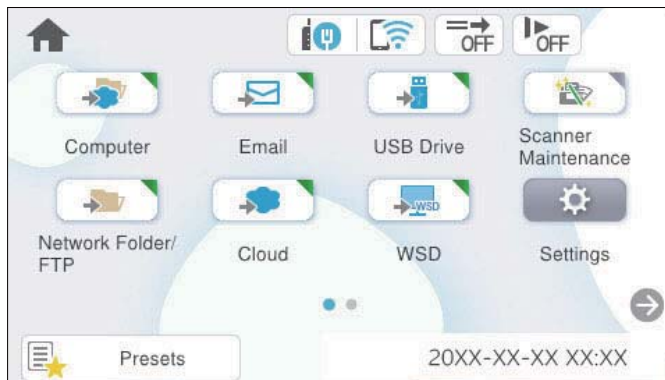 OFF
OFF
Computer
Email
USB Drive
Scanner
Maintenance
WSD
Network Folder/
FTP
Cloud
WSD
Settings
Presets
20XX-XX-XX XX:XX